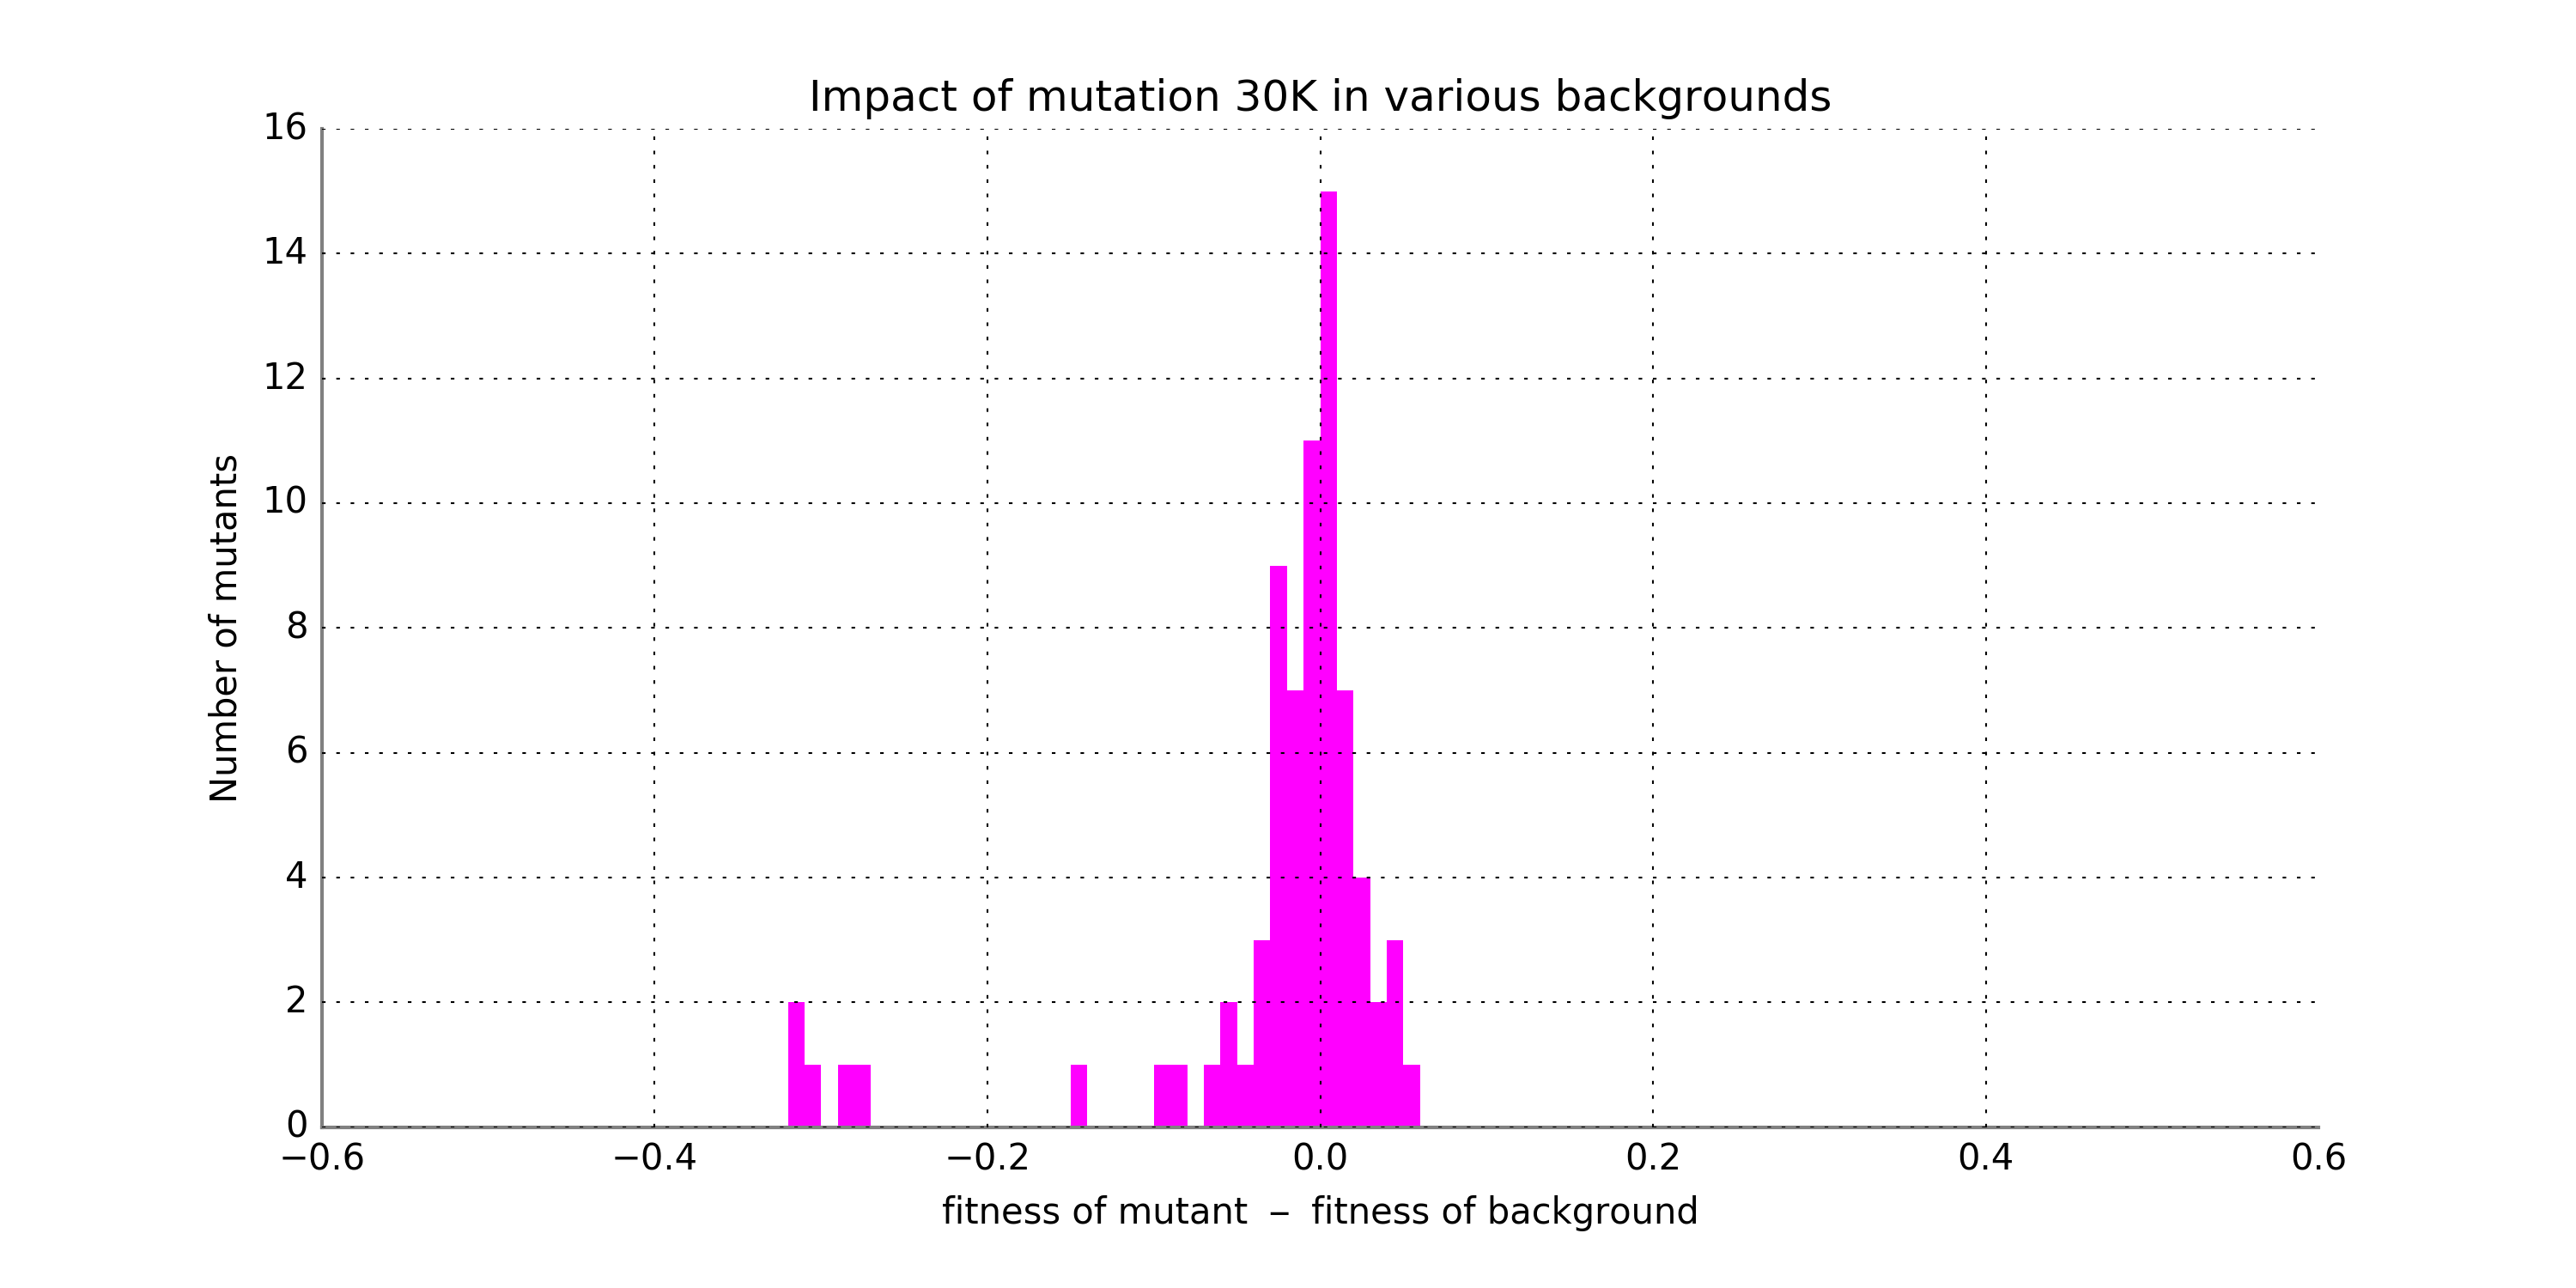 Impact of mutation 30K in various backgrounds
16
14
12
10
8
6
4
2
0
Number of mutants
−0.6 −0.4 −0.2 0.0 0.2 0.4 0.6
fitness of mutant − fitness of background